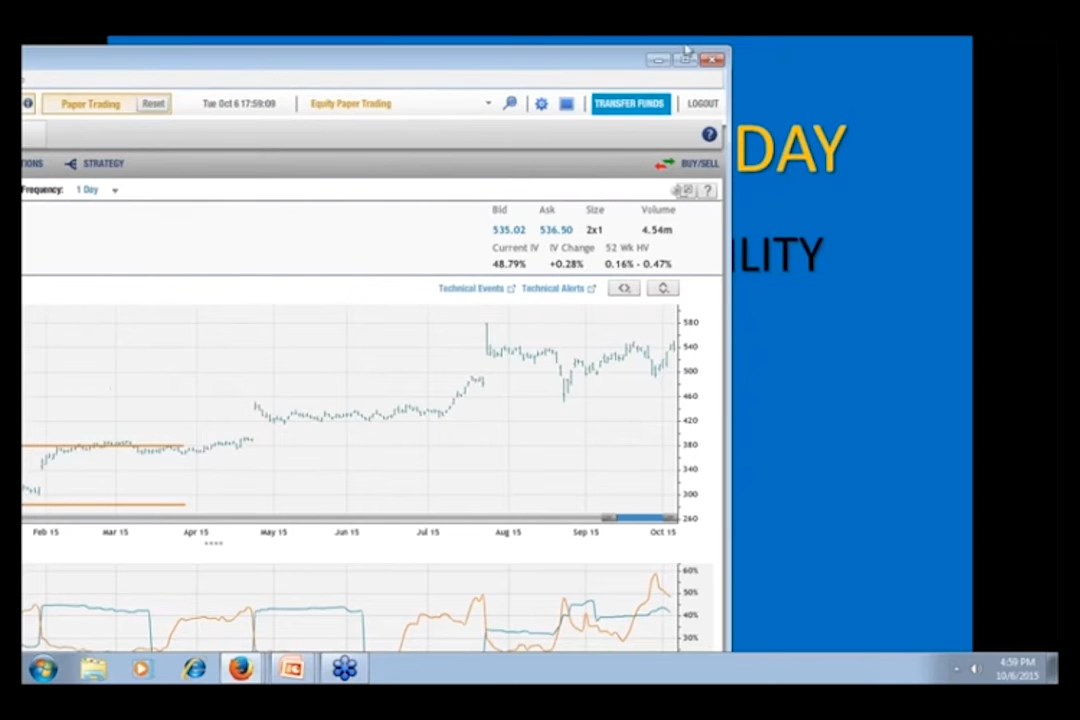 Paper Trading Reset Tue Oct 6 17:59:09 Equity Paper Trading TRANSFER FUNDS LOGOUT
DAY
IONS STRATEGY BUY/SELL
Frequency: 1 Day
?
Bid Ask Size Volume
535.02 536.50 2x1 4.54m
Current IV IV Change 52 Wk HV
48.79% +0.28% 0.16% - 0.47%
ILITY
Technical Events Technical Alerts
580
540
500
460
420
380
340
300
260
Feb 15 Mar 15 Apr 15 May 15 Jun 15 Jul 15 Aug 15 Sep 15 Oct 15
60%
50%
40%
30%
4:59 PM
10/6/2015